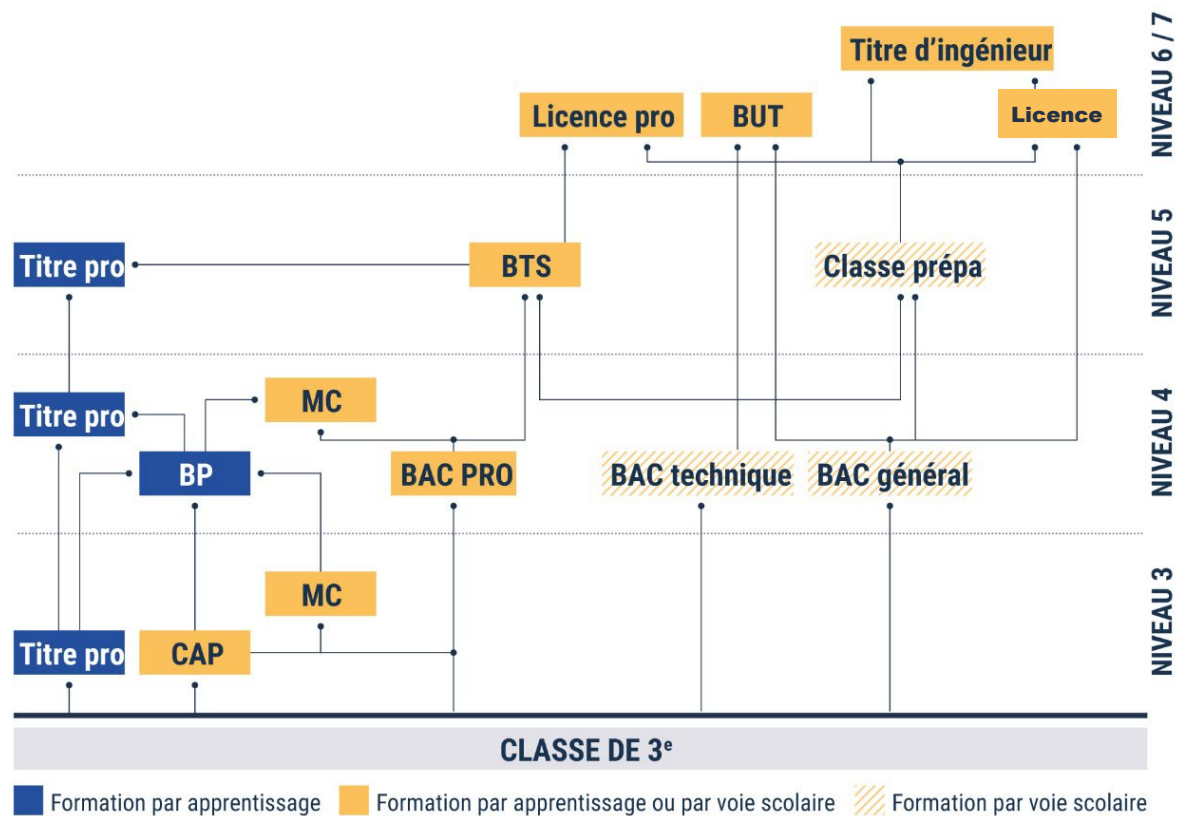 Titre d'ingénieur
Licence pro
BUT
Licence
NIVEAU 6 / 7
Titre pro
BTS
Classe prépa
NIVEAU 5
Titre pro
MC
BP
BAC PRO
BAC technique
BAC général
NIVEAU 4
MC
Titre pro
CAP
NIVEAU 3
CLASSE DE 3ᵉ
Formation par apprentissage
Formation par apprentissage ou par voie scolaire
Formation par voie scolaire